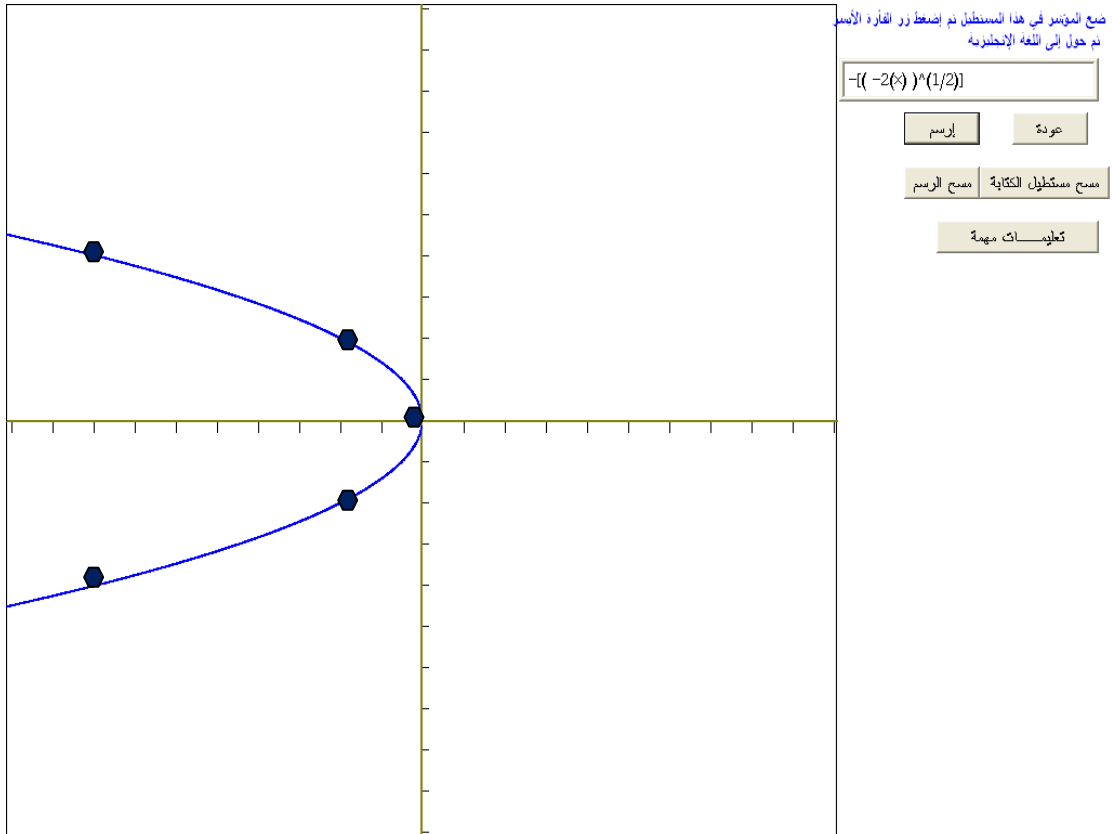 ضع المؤشر في هذا المستطيل ثم إضغط زر الفأرة الأيسر
ثم حول إلى اللغة الإنجليزية
-[( -2(x) )^(1/2)]
إرسم
عودة
مسح الرسم
مسح مستطيل الكتابة
تعليمـــــات مهمة